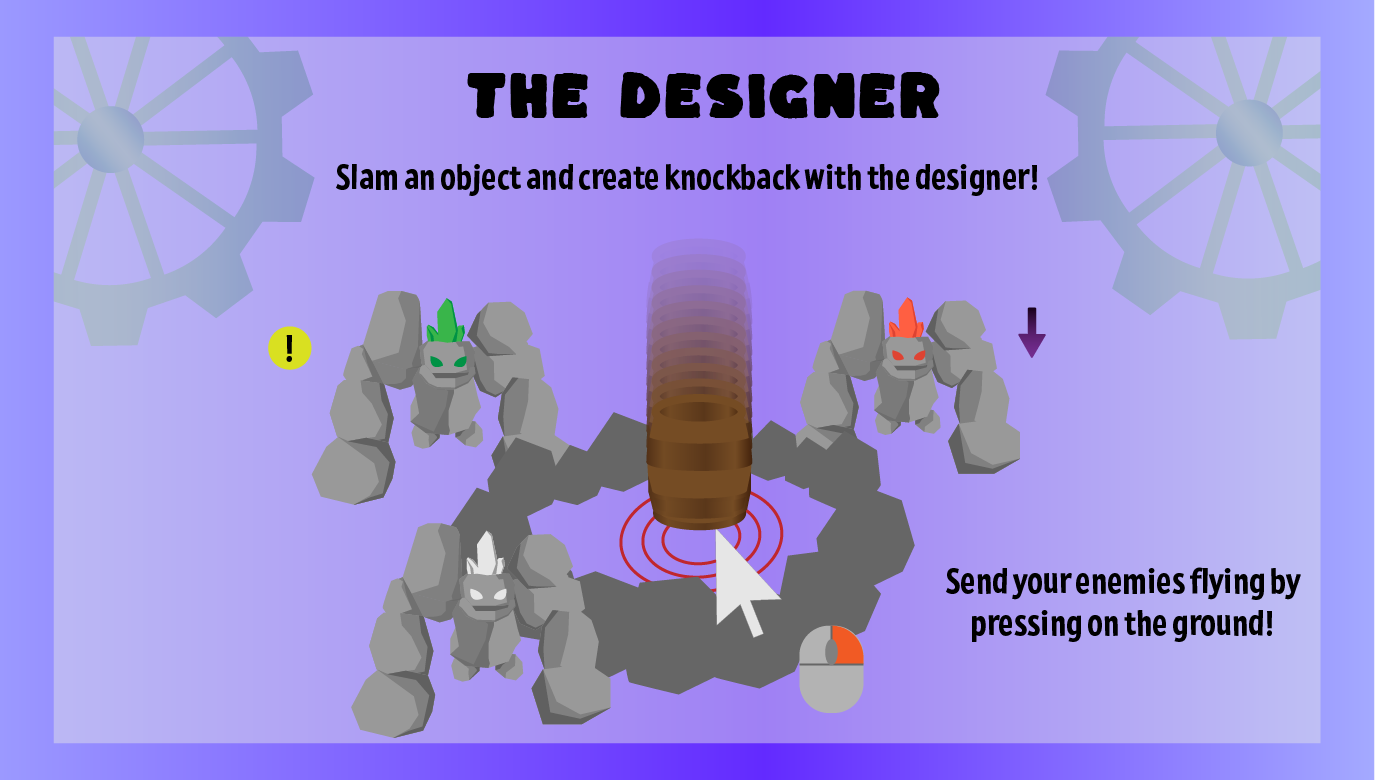 THE DESIGNER
Slam an object and create knockback with the designer!
!
Send your enemies flying by
pressing on the ground!